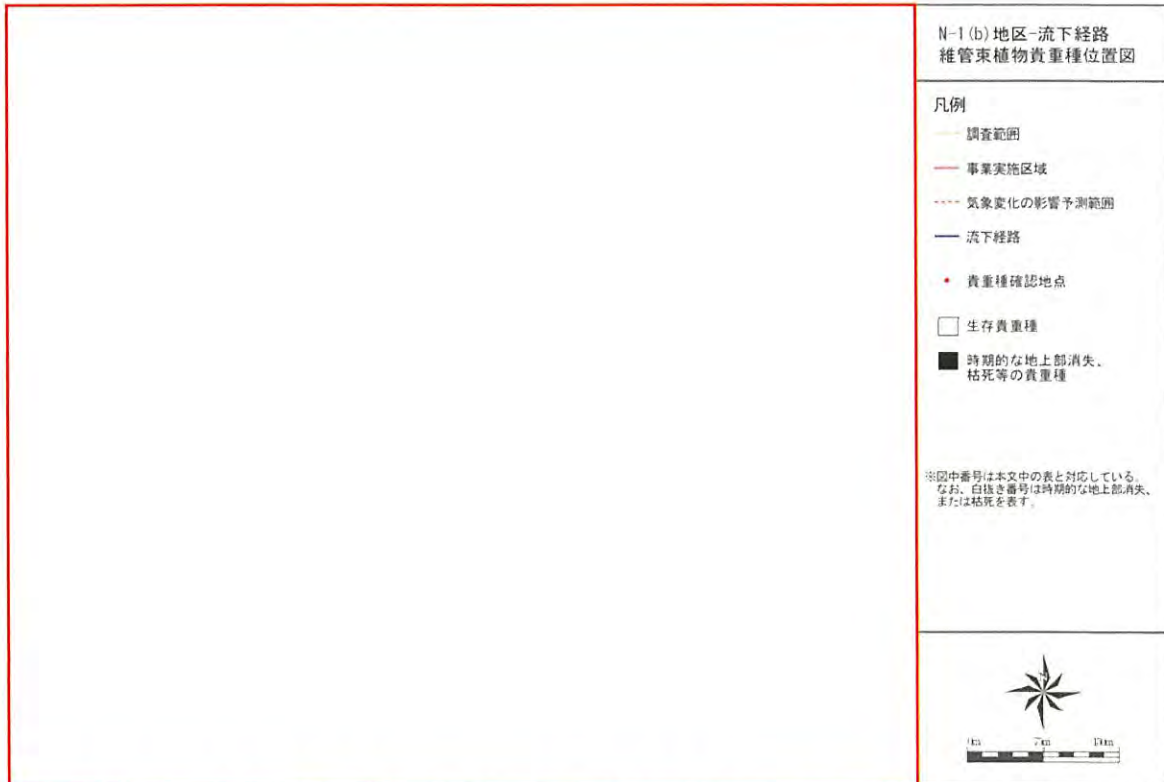 N-1(b)地区-流下経路
維管束植物貴重種位置図
凡例
調査範囲
事業実施区域
気象変化の影響予測範囲
流下経路
貴重種確認地点
生存貴重種
時期的な地上部消失、
枯死等の貴重種
※図中番号は本文中の表と対応している。
なお、白抜き番号は時期的な地上部消失、
または枯死を表す。
N
0m